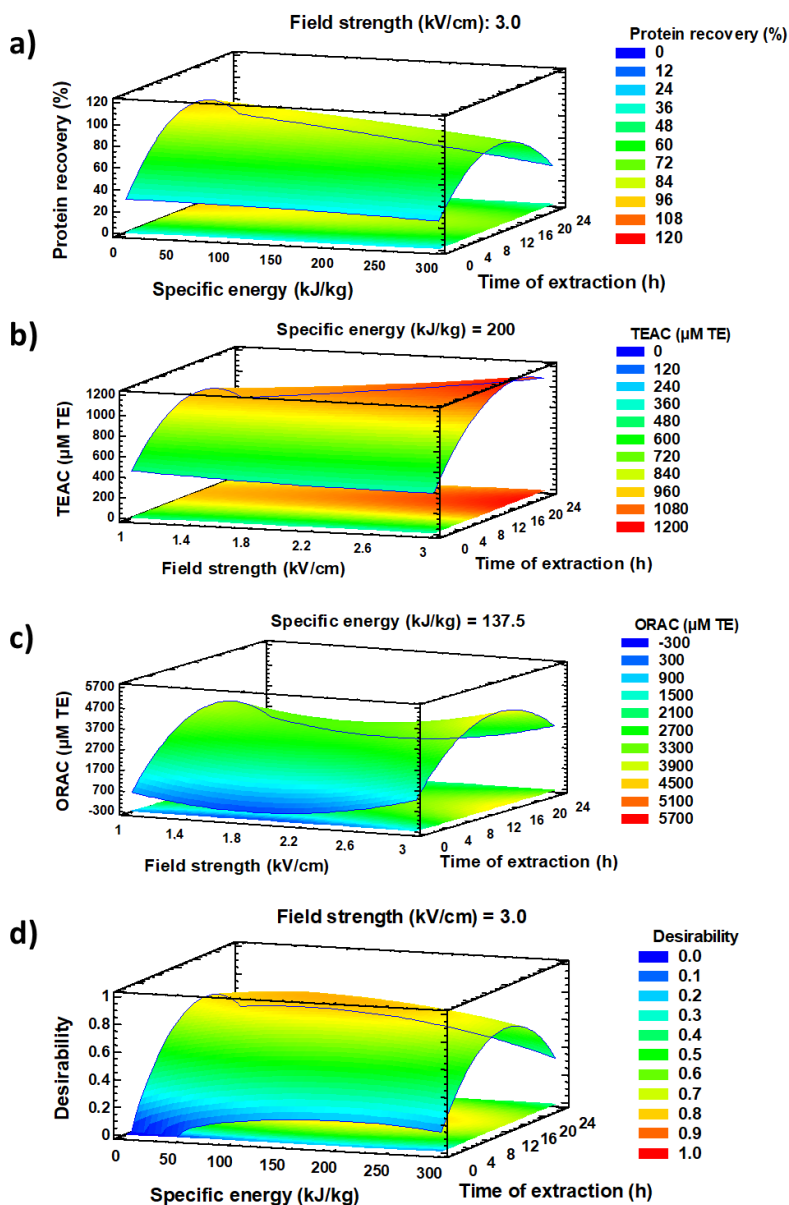 a)
Field strength (kV/cm): 3.0
Protein recovery (%)
0
12
24
36
48
60
72
84
96
108
120
Protein recovery (%)
120
100
80
60
40
20
0
0 50 100 150 200 250 300
Specific energy (kJ/kg)
0 4 8 12 16 20 24
Time of extraction (h)
b)
Specific energy (kJ/kg) = 200
TEAC (µM TE)
0
120
240
360
480
600
720
840
960
1080
1200
TEAC (µM TE)
1200
1000
800
600
400
200
0
1 1.4 1.8 2.2 2.6 3
Field strength (kV/cm)
0 4 8 12 16 20 24
Time of extraction (h)
c)
Specific energy (kJ/kg) = 137.5
ORAC (µM TE)
-300
300
900
1500
2100
2700
3300
3900
4500
5100
5700
ORAC (µM TE)
5700
4700
3700
2700
1700
700
-300
1 1.4 1.8 2.2 2.6 3
Field strength (kV/cm)
0 4 8 12 16 20 24
Time of extraction (h)
d)
Field strength (kV/cm) = 3.0
Desirability
0.0
0.1
0.2
0.3
0.4
0.5
0.6
0.7
0.8
0.9
1.0
Desirability
1
0.8
0.6
0.4
0.2
0
0 50 100 150 200 250 300
Specific energy (kJ/kg)
0 4 8 12 16 20 24
Time of extraction (h)